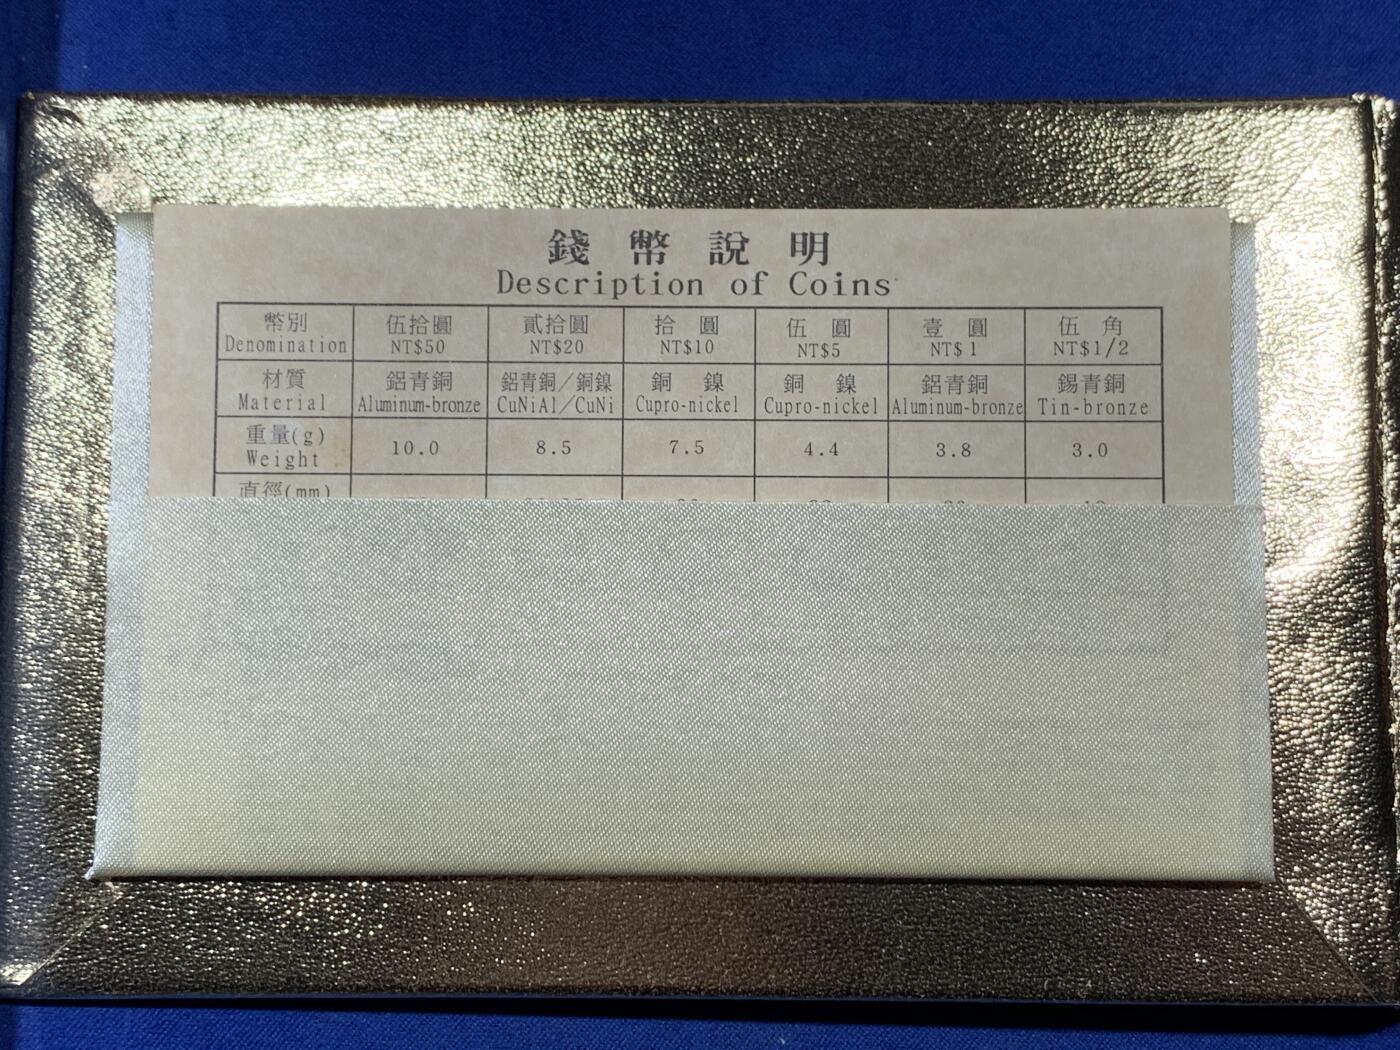 錢幣說明
Description of Coins
幣別 伍拾圓 貳拾圓 拾圓 伍圓 壹圓 伍角
Denomination NT$50 NT$20 NT$10 NT$5 NT$1 NT$1/2
材質 鋁青銅 鋁青銅/銅鎳 銅鎳 銅鎳 鋁青銅 錫青銅
Material Aluminum-bronze CuNiAl/CuNi Cupro-nickel Cupro-nickel Aluminum-bronze Tin-bronze
重量(g) 10.0 8.5 7.5 4.4 3.8 3.0
Weight
直徑(mm)